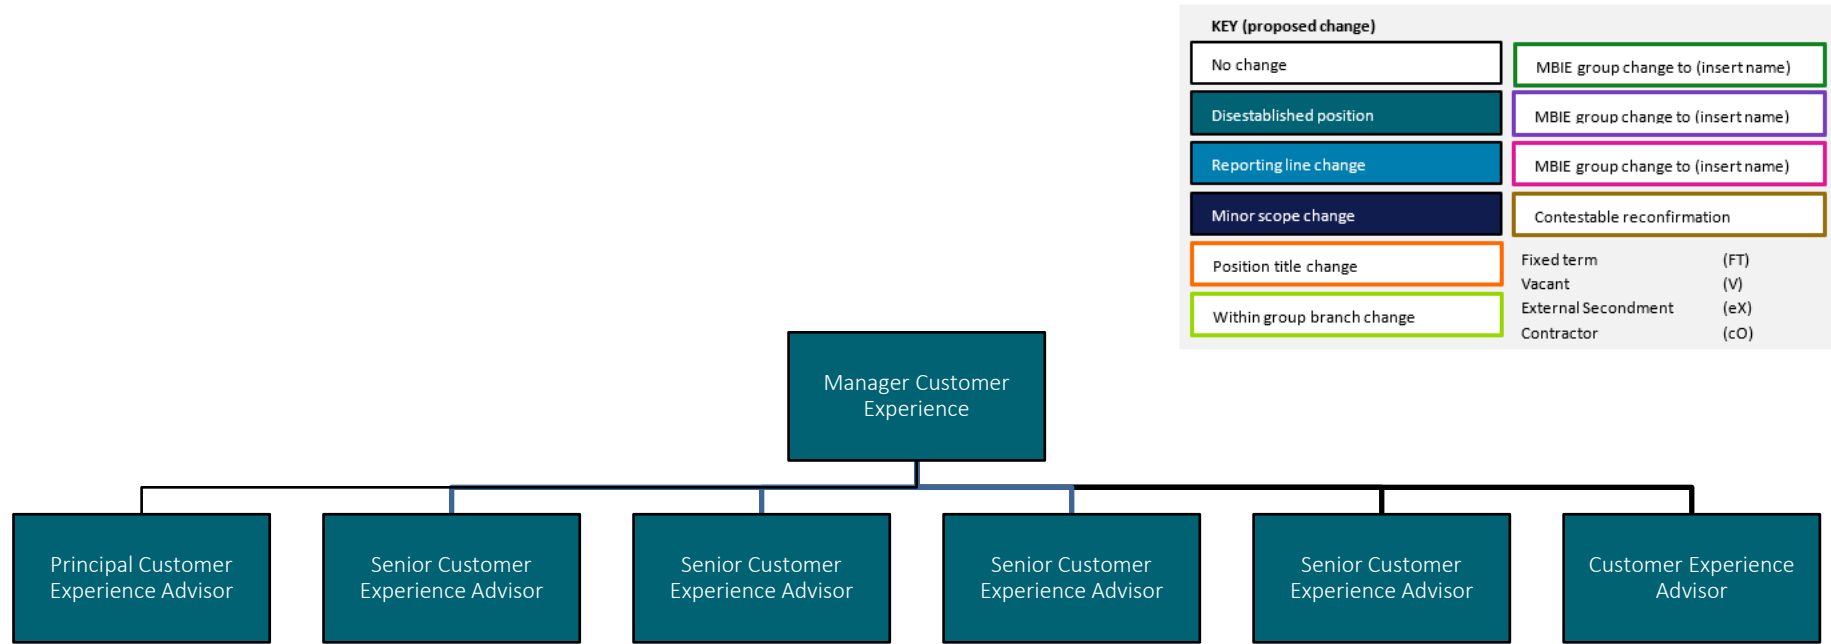 KEY (proposed change)
No change
Disestablished position
Reporting line change
Minor scope change
Position title change
Within group branch change
MBIE group change to (insert name)
MBIE group change to (insert name)
MBIE group change to (insert name)
Contestable reconfirmation
Fixed term (FT)
Vacant (V)
External Secondment (eX)
Contractor (cO)
Manager Customer
Experience
Principal Customer
Experience Advisor
Senior Customer
Experience Advisor
Senior Customer
Experience Advisor
Senior Customer
Experience Advisor
Senior Customer
Experience Advisor
Customer Experience
Advisor